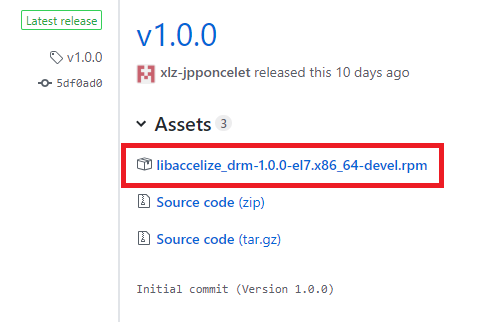 Latest release
v1.0.0
5df0ad0
v1.0.0
xlz-jpponcelet released this 10 days ago
Assets 3
libaccelize_drm-1.0.0-el7.x86_64-devel.rpm
Source code (zip)
Source code (tar.gz)
Initial commit (Version 1.0.0)